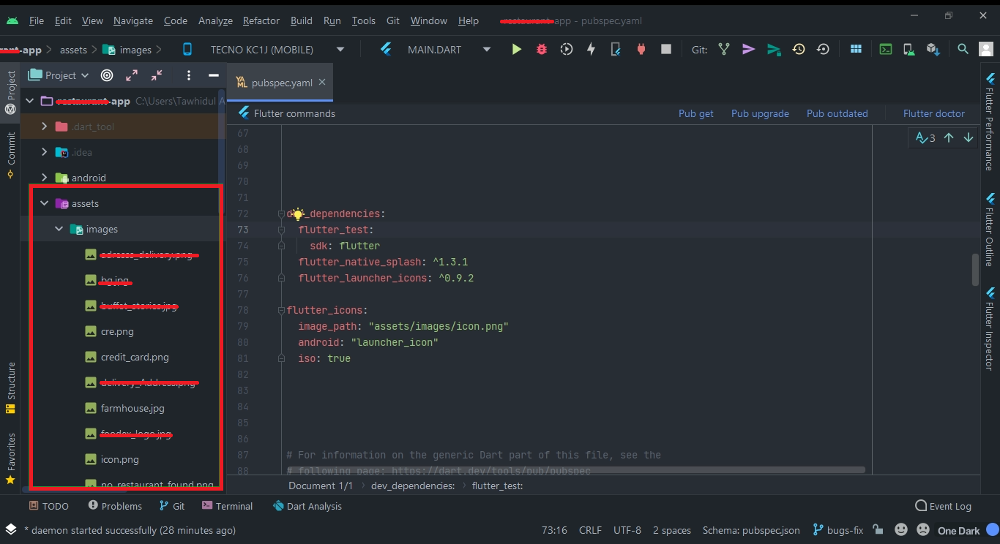 File Edit View Navigate Code Analyze Refactor Build Run Tools Git Window Help app - pubspec.yaml
-app assets images TECNO KC1J (MOBILE) MAIN.DART Git:
Project
pubspec.yaml
Project
-app C:\Users\Tawhidul A
.dart_tool
.idea
android
assets
images
adresse_delivery.png
bg.jpg
buffet_stories.jpg
cre.png
credit_card.png
delivery_Address.png
farmhouse.jpg
foodex_logo.jpg
icon.png
no_restaurant_found.png
Commit
Structure
Favorites
Flutter commands Pub get Pub upgrade Pub outdated Flutter doctor
3
67
68
69
70
71
72 dev_dependencies:
73 flutter_test:
74 sdk: flutter
75 flutter_native_splash: ^1.3.1
76 flutter_launcher_icons: ^0.9.2
77
78 flutter_icons:
79 image_path: "assets/images/icon.png"
80 android: "launcher_icon"
81 iso: true
82
83
84
85
86
87 # For information on the generic Dart part of this file, see the
88 # following page: https://dart.dev/tools/pub/pubspec
Document 1/1 dev_dependencies: flutter_test:
Flutter Performance
Flutter Outline
Flutter Inspector
TODO Problems Git Terminal Dart Analysis Event Log
* daemon started successfully (28 minutes ago) 73:16 CRLF UTF-8 2 spaces Schema: pubspec.json bugs-fix One Dark